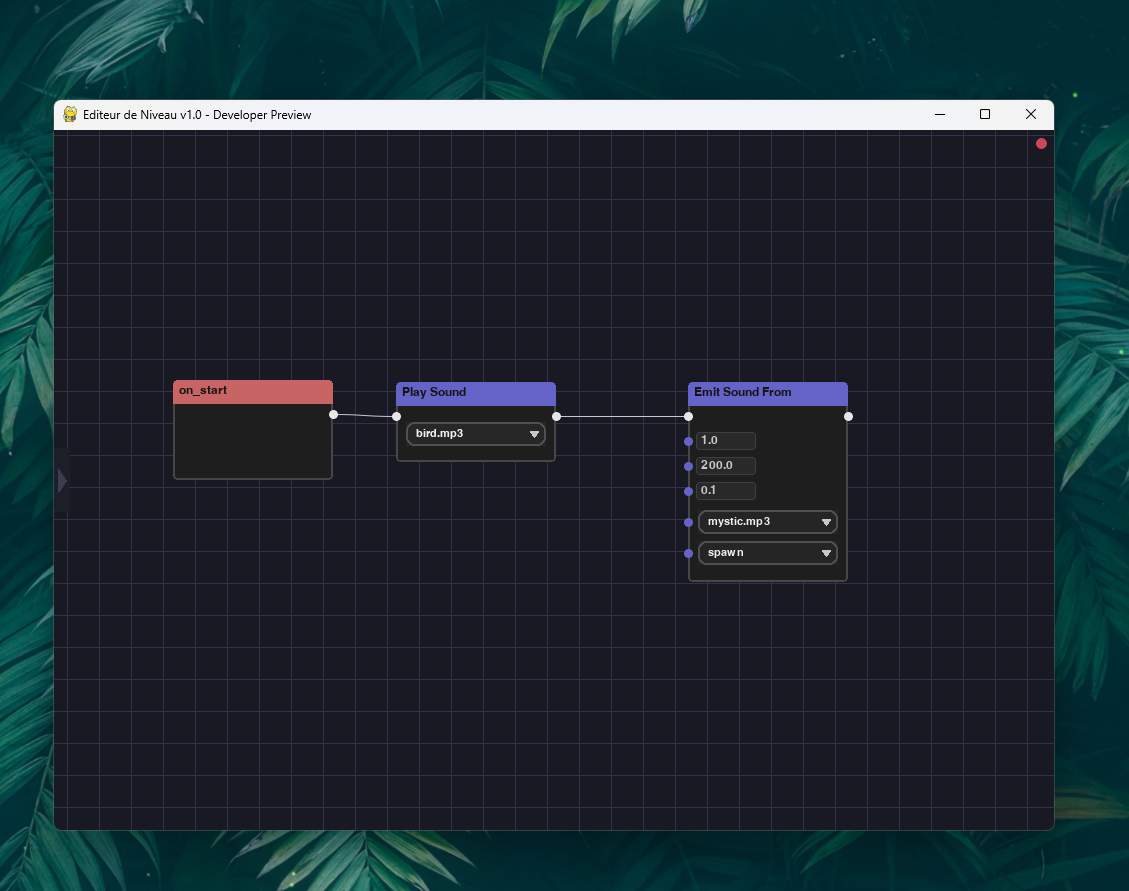 Editeur de Niveau v1.0 - Developer Preview
on_start
Play Sound
bird.mp3
Emit Sound From
1.0
200.0
0.1
mystic.mp3
spawn